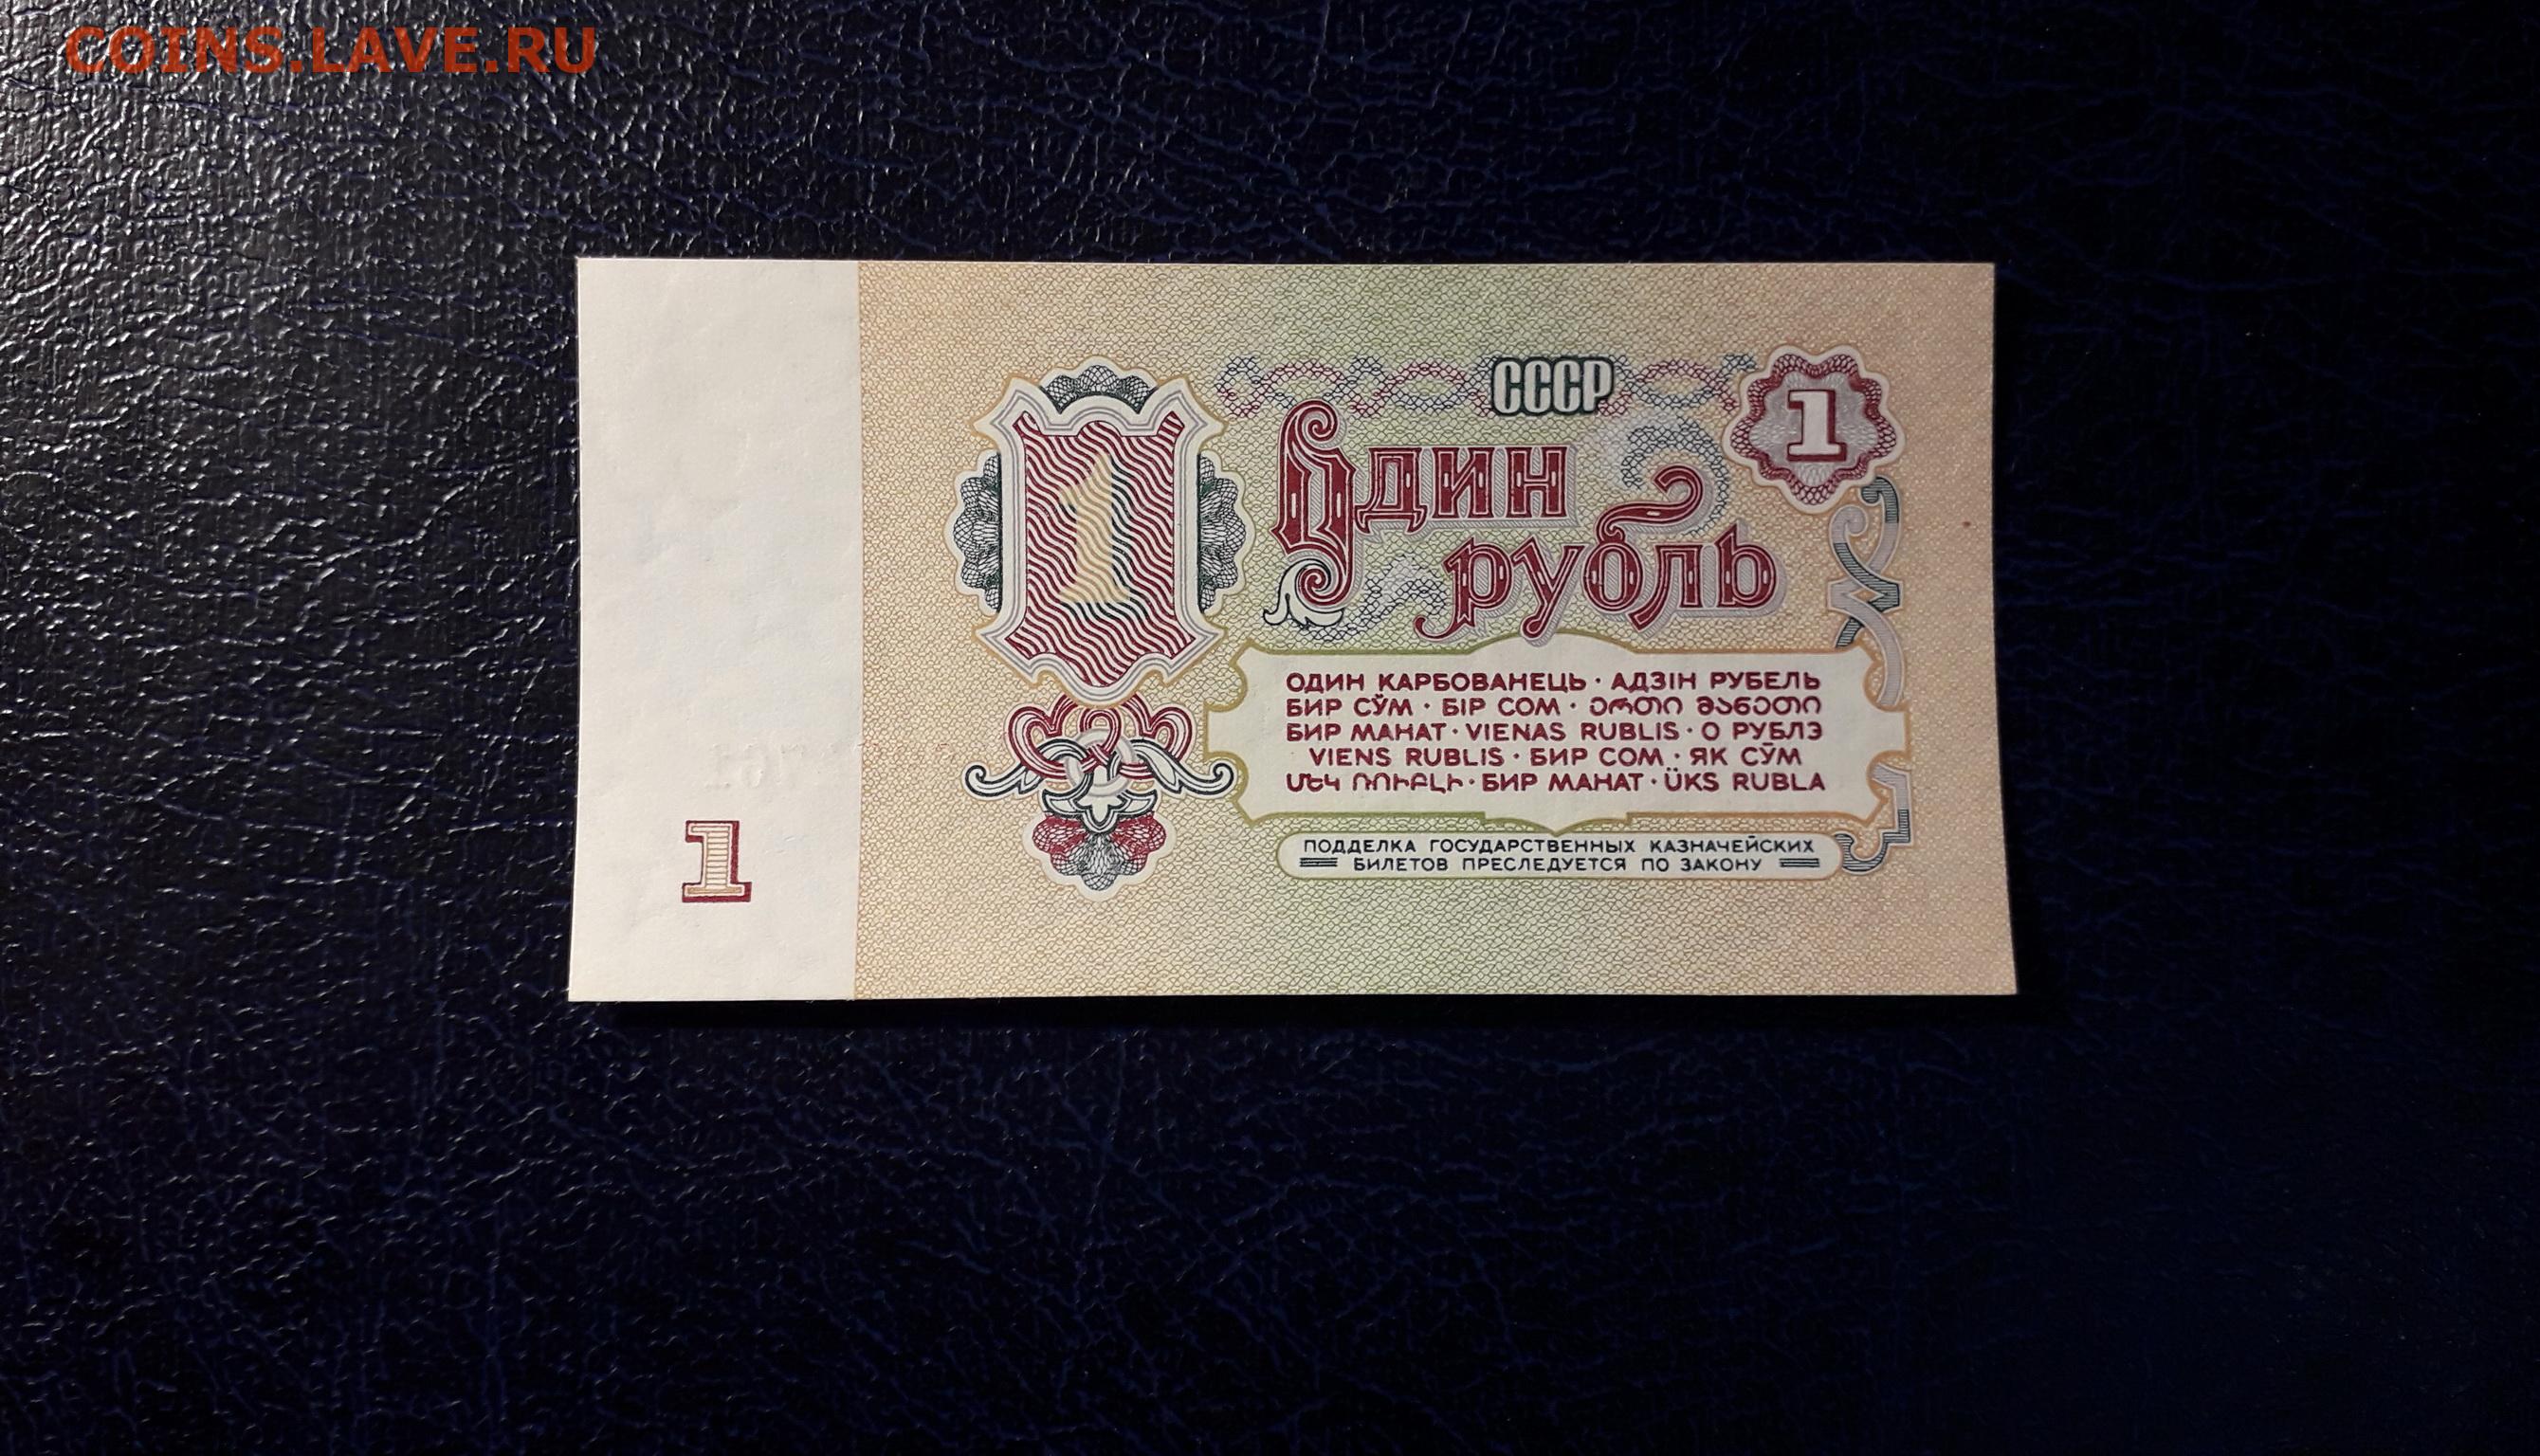 COINS.LAVE.RU
СССР
1
1
Один
рубль
ОДИН КАРБОВАНЕЦЬ · АДЗІН РУБЕЛЬ
БИР СЎМ · БІР СОМ · ᲔᲠᲗᲘ ᲛᲐᲜᲔᲗᲘ
БИР МАНАТ · VIENAS RUBLIS · О РУБЛЭ
VIENS RUBLIS · БИР СОМ · ЯК СӮМ
ՄԵԿ ՌՈՒԲԼԻ · БИР МАНАТ · ÜKS RUBLA
1
ПОДДЕЛКА ГОСУДАРСТВЕННЫХ КАЗНАЧЕЙСКИХ
БИЛЕТОВ ПРЕСЛЕДУЕТСЯ ПО ЗАКОНУ